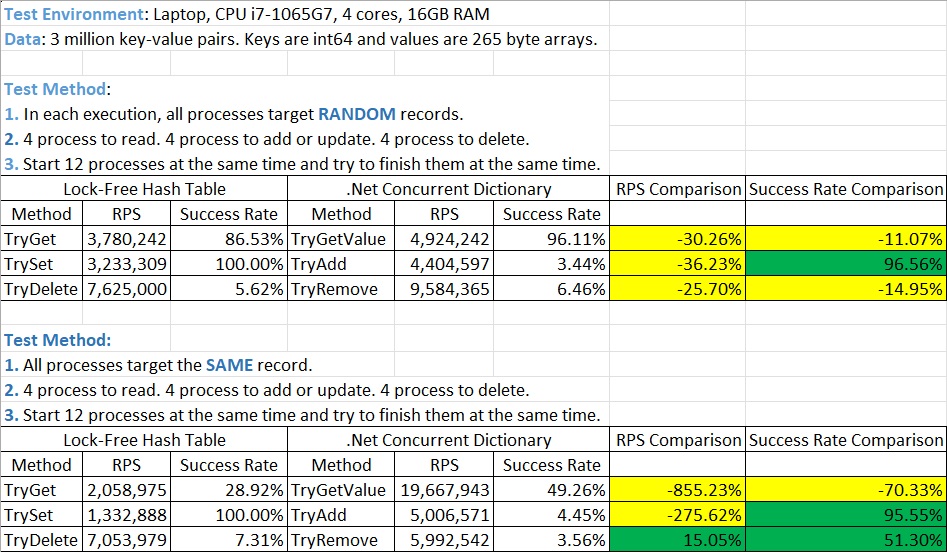 Test Environment: Laptop, CPU i7-1065G7, 4 cores, 16GB RAM
Data: 3 million key-value pairs. Keys are int64 and values are 265 byte arrays.
Test Method:
1. In each execution, all processes target RANDOM records.
2. 4 process to read. 4 process to add or update. 4 process to delete.
3. Start 12 processes at the same time and try to finish them at the same time.
Lock-Free Hash Table .Net Concurrent Dictionary RPS Comparison Success Rate Comparison
Method RPS Success Rate Method RPS Success Rate
TryGet 3,780,242 86.53% TryGetValue 4,924,242 96.11% -30.26% -11.07%
TrySet 3,233,309 100.00% TryAdd 4,404,597 3.44% -36.23% 96.56%
TryDelete 7,625,000 5.62% TryRemove 9,584,365 6.46% -25.70% -14.95%
Test Method:
1. All processes target the SAME record.
2. 4 process to read. 4 process to add or update. 4 process to delete.
3. Start 12 processes at the same time and try to finish them at the same time.
Lock-Free Hash Table .Net Concurrent Dictionary RPS Comparison Success Rate Comparison
Method RPS Success Rate Method RPS Success Rate
TryGet 2,058,975 28.92% TryGetValue 19,667,943 49.26% -855.23% -70.33%
TrySet 1,332,888 100.00% TryAdd 5,006,571 4.45% -275.62% 95.55%
TryDelete 7,053,979 7.31% TryRemove 5,992,542 3.56% 15.05% 51.30%